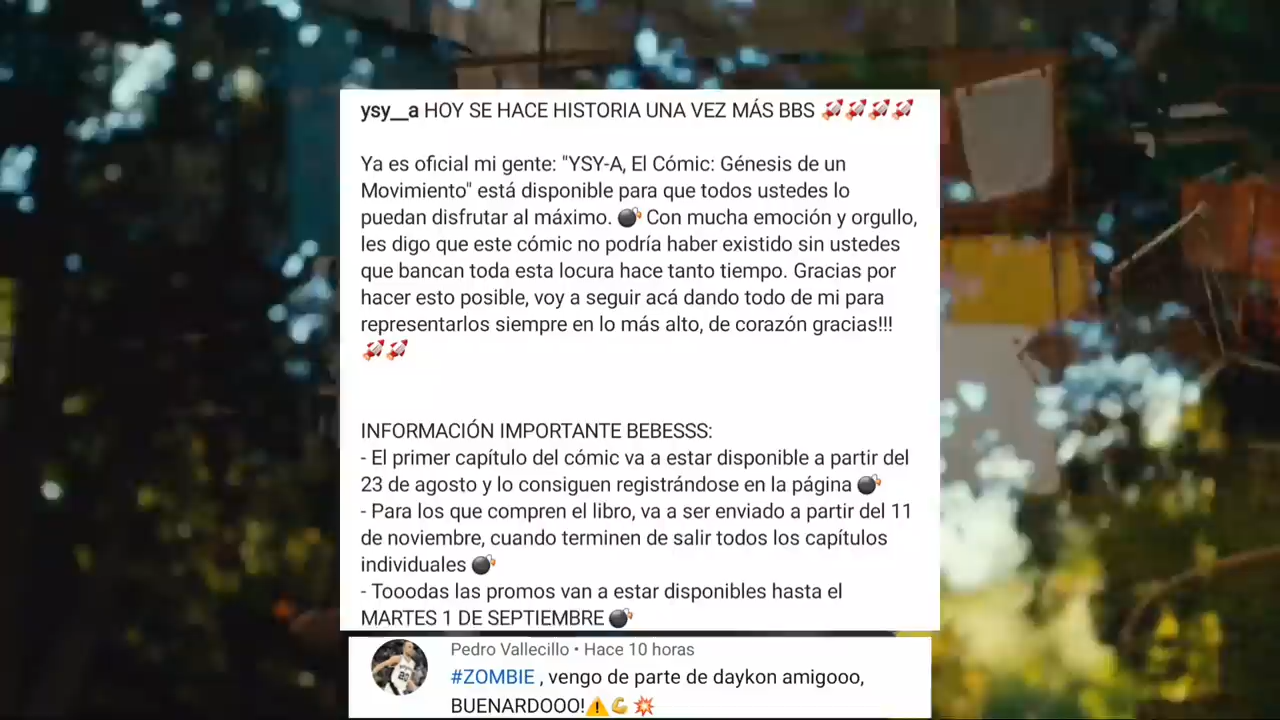 ysy__a HOY SE HACE HISTORIA UNA VEZ MÁS BBS 🚀🚀🚀🚀
Ya es oficial mi gente: "YSY-A, El Cómic: Génesis de un
Movimiento" está disponible para que todos ustedes lo
puedan disfrutar al máximo. 💣 Con mucha emoción y orgullo,
les digo que este cómic no podría haber existido sin ustedes
que bancan toda esta locura hace tanto tiempo. Gracias por
hacer esto posible, voy a seguir acá dando todo de mi para
representarlos siempre en lo más alto, de corazón gracias!!!
🚀🚀
INFORMACIÓN IMPORTANTE BEBESSS:
- El primer capítulo del cómic va a estar disponible a partir del
23 de agosto y lo consiguen registrándose en la página 💣
- Para los que compren el libro, va a ser enviado a partir del 11
de noviembre, cuando terminen de salir todos los capítulos
individuales 💣
- Tooodas las promos van a estar disponibles hasta el
MARTES 1 DE SEPTIEMBRE 💣
Pedro Vallecillo • Hace 10 horas
#ZOMBIE , vengo de parte de daykon amigooo,
BUENARDOOO!⚠️💪💥